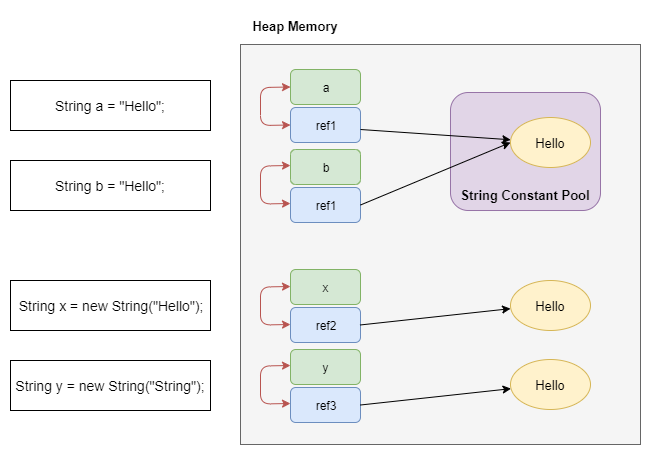 Heap Memory
String a = "Hello";
a
ref1
Hello
String b = "Hello";
b
ref1
String Constant Pool
String x = new String("Hello");
x
ref2
Hello
String y = new String("String");
y
ref3
Hello